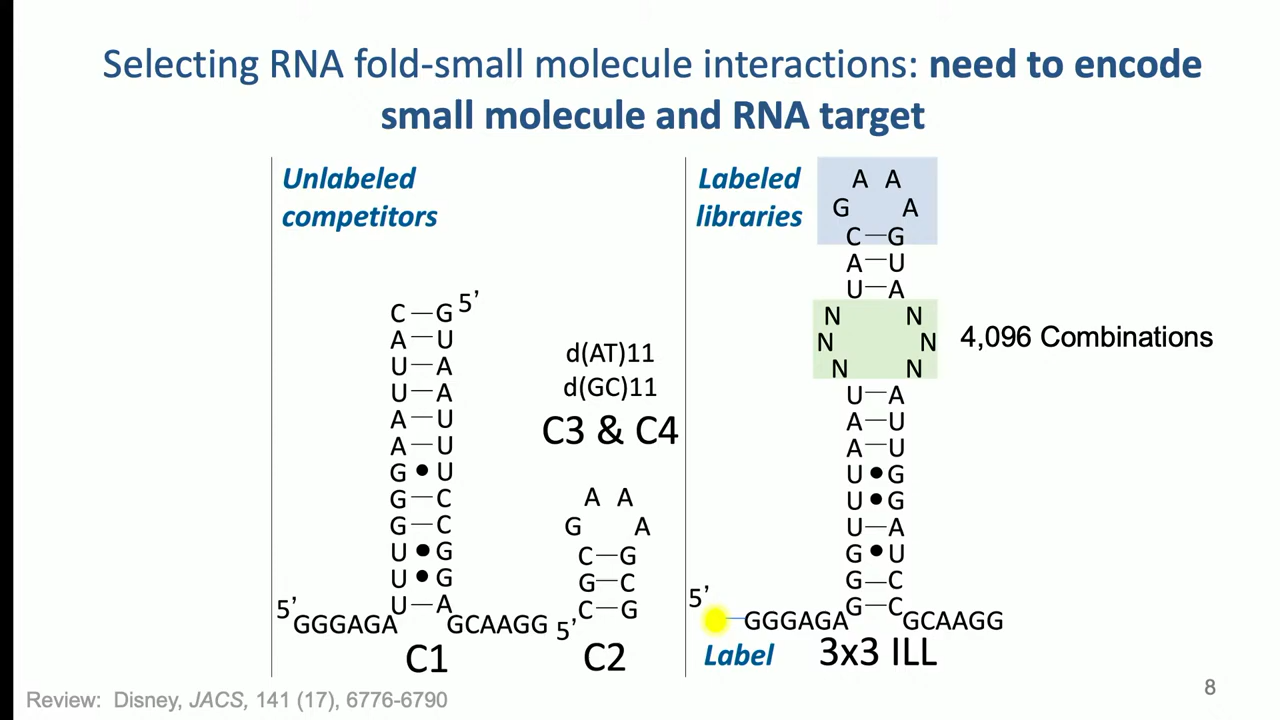 Selecting RNA fold-small molecule interactions: need to encode
small molecule and RNA target
Unlabeled
competitors
C—G 5’
A—U
U—A
U—A
A—U
A—U
G•U
G—C
G—C
U•G
U•G
U—A
5’
GGGAGA GCAAGG
C1
d(AT)11
d(GC)11
C3 & C4
A A
G A
C—G
G—C
C—G
5’
C2
Labeled
libraries
A A
G A
C—G
A—U
U—A
N N
N N
N N
4,096 Combinations
U—A
A—U
A—U
U•G
U•G
U—A
G•U
G—C
G—C
5’
GGGAGA GCAAGG
Label
3x3 ILL
Review: Disney, JACS, 141 (17), 6776-6790
8